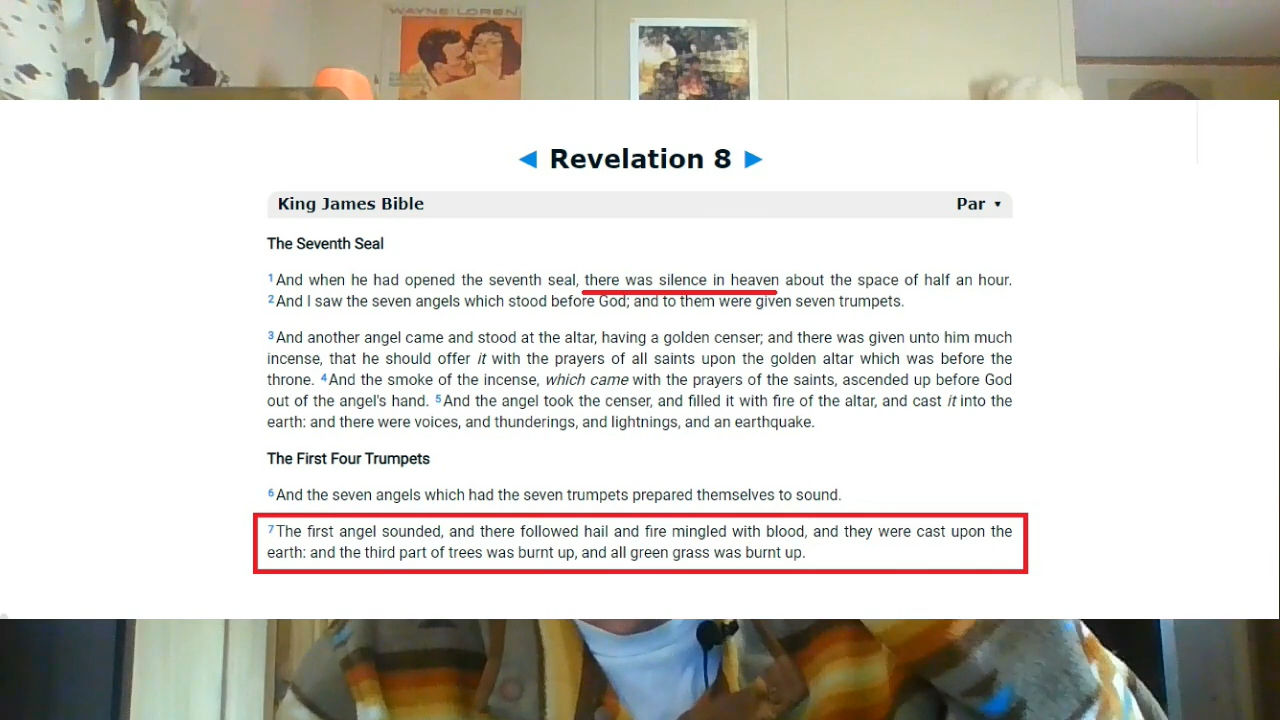 WAYNE LOREN
◄ Revelation 8 ►
King James Bible Par ▾
The Seventh Seal
1 And when he had opened the seventh seal, there was silence in heaven about the space of half an hour.
2 And I saw the seven angels which stood before God; and to them were given seven trumpets.
3 And another angel came and stood at the altar, having a golden censer; and there was given unto him much
incense, that he should offer it with the prayers of all saints upon the golden altar which was before the
throne. 4 And the smoke of the incense, which came with the prayers of the saints, ascended up before God
out of the angel's hand. 5 And the angel took the censer, and filled it with fire of the altar, and cast it into the
earth: and there were voices, and thunderings, and lightnings, and an earthquake.
The First Four Trumpets
6 And the seven angels which had the seven trumpets prepared themselves to sound.
7 The first angel sounded, and there followed hail and fire mingled with blood, and they were cast upon the
earth: and the third part of trees was burnt up, and all green grass was burnt up.